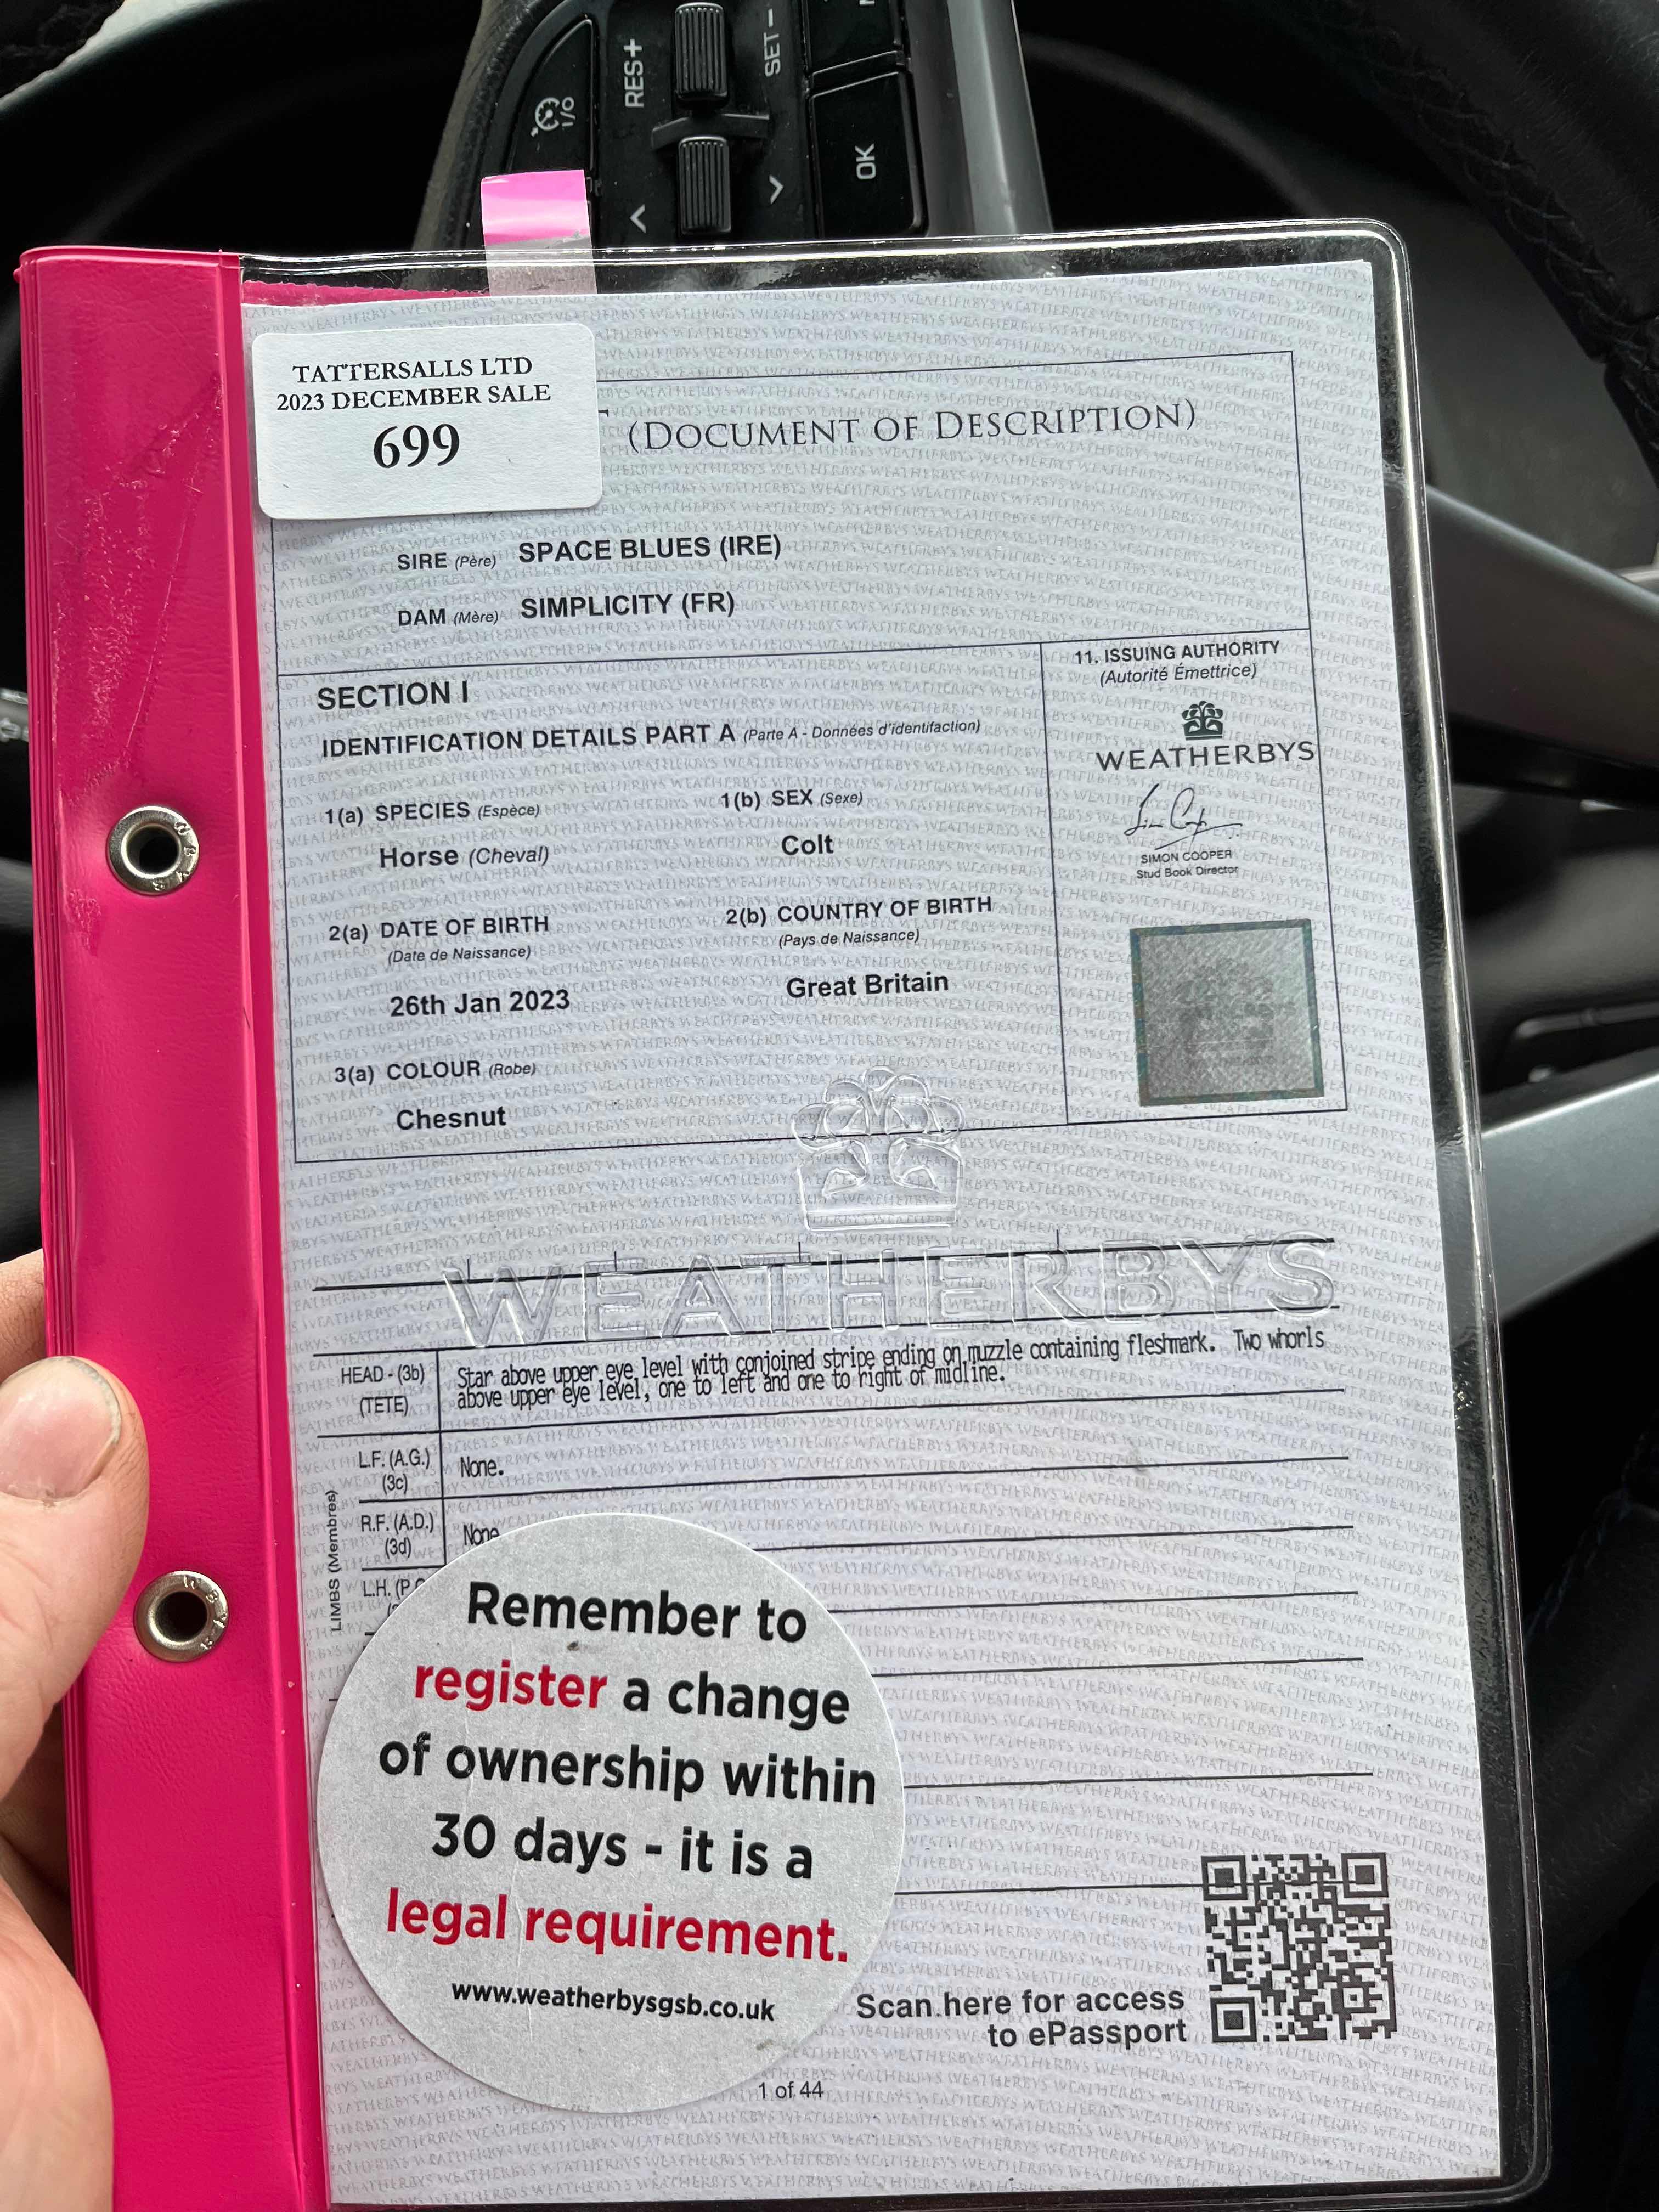 RES+
SET-
I/O
OK
TATTERSALLS LTD
2023 DECEMBER SALE
699
(DOCUMENT OF DESCRIPTION)
SIRE (Père) SPACE BLUES (IRE)
DAM (Mère) SIMPLICITY (FR)
SECTION I
IDENTIFICATION DETAILS PART A (Parte A - Données d'identifaction)
1(a) SPECIES (Espèce)
Horse (Cheval)
1(b) SEX (Sexe)
Colt
2(a) DATE OF BIRTH
(Date de Naissance)
26th Jan 2023
2(b) COUNTRY OF BIRTH
(Pays de Naissance)
Great Britain
3(a) COLOUR (Robe)
Chesnut
11. ISSUING AUTHORITY
(Autorité Émettrice)
WEATHERBYS
SIMON COOPER
Stud Book Director
WEATHERBYS
HEAD - (3b)
(TETE)
Star above upper eye level with conjoined stripe ending on muzzle containing fleshmark. Two whorls
above upper eye level, one to left and one to right of midline.
LIMBS (Membres)
L.F. (A.G.)
(3c)
None.
R.F. (A.D.)
(3d)
None
L.H. (P.G
Remember to
register a change
of ownership within
30 days - it is a
legal requirement.
www.weatherbysgsb.co.uk
Scan here for access
to ePassport
1 of 44